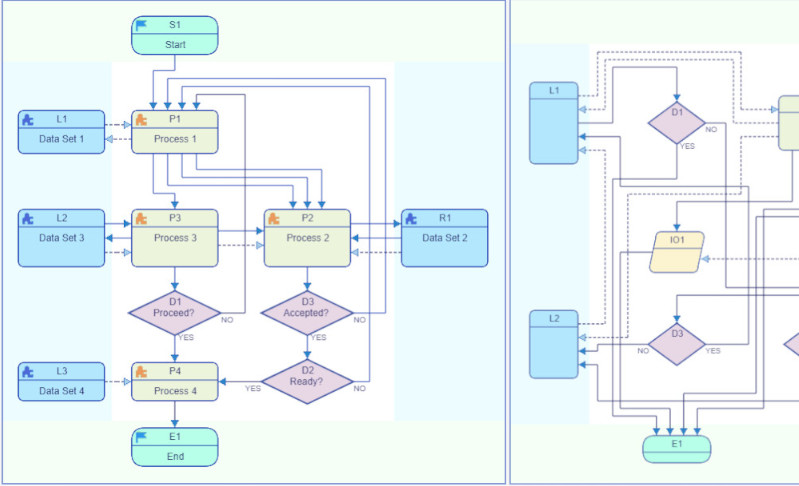 S1
Start
L1
Data Set 1
P1
Process 1
L2
Data Set 3
P3
Process 3
P2
Process 2
R1
Data Set 2
D1
Proceed?
NO
YES
D3
Accepted?
NO
YES
L3
Data Set 4
P4
Process 4
YES
D2
Ready?
NO
E1
End
L1
D1
NO
YES
IO1
L2
D3
NO
YES
E1